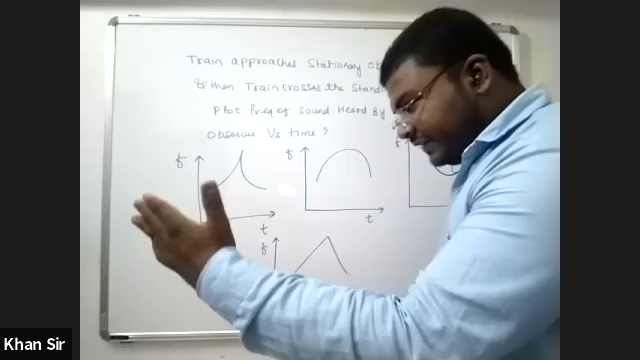 Train approaches Stationary Ob
& then Train crosses the Stand
Plot freq of Sound Heard By
Observer Vs time ?
f
f
f
t
t
f
Khan Sir